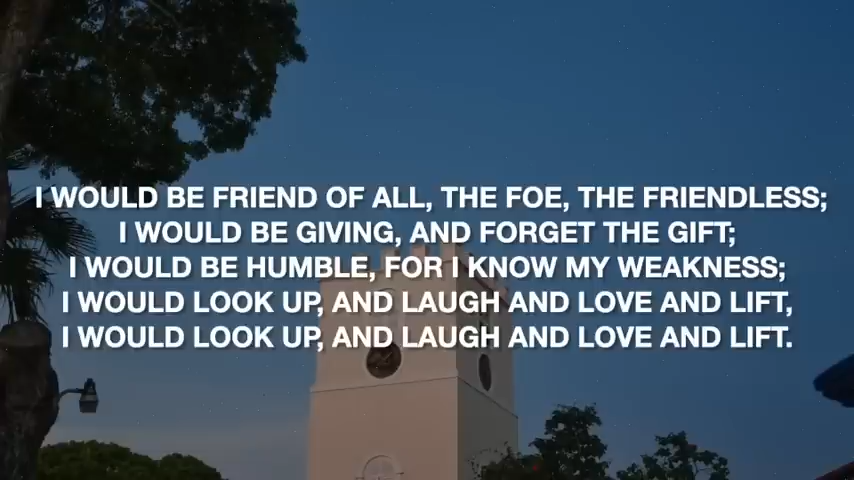 I WOULD BE FRIEND OF ALL, THE FOE, THE FRIENDLESS;
I WOULD BE GIVING, AND FORGET THE GIFT;
I WOULD BE HUMBLE, FOR I KNOW MY WEAKNESS;
I WOULD LOOK UP, AND LAUGH AND LOVE AND LIFT,
I WOULD LOOK UP, AND LAUGH AND LOVE AND LIFT.